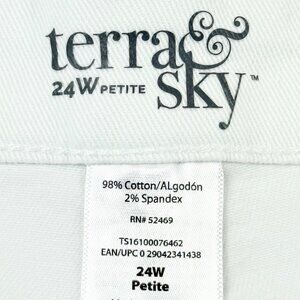 terra&
24W PETITE sky™
98% Cotton/ALgodón
2% Spandex
RN# 52469
TS16100076462
EAN/UPC 0 29042341438
24W
Petite